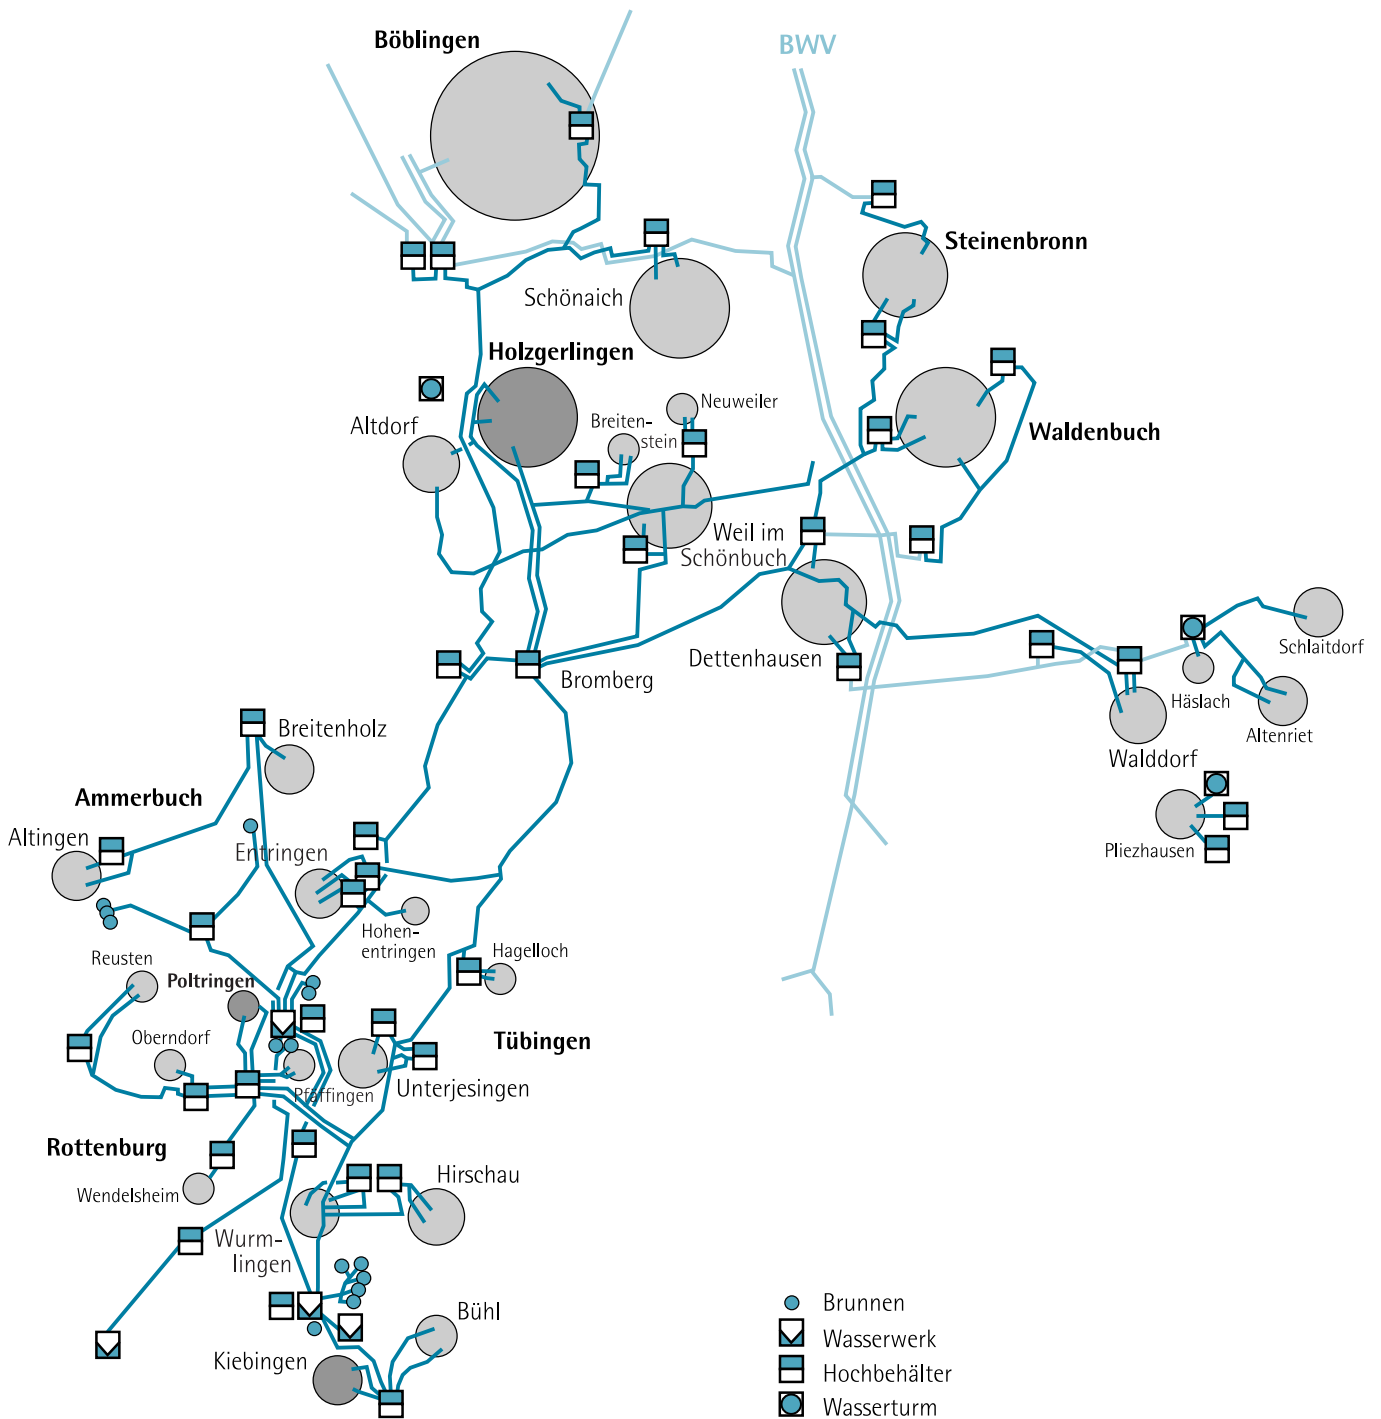 Böblingen
BWV
Steinenbronn
Schönaich
Holzgerlingen
Neuweiler
Altdorf
Breiten-
stein
Waldenbuch
Weil im
Schönbuch
Schlaitdorf
Dettenhausen
Bromberg
Häslach
Altenriet
Walddorf
Breitenholz
Ammerbuch
Altingen
Entringen
Pliezhausen
Hohen-
entringen
Hagelloch
Reusten
Poltringen
Oberndorf
Tübingen
Pfäffingen
Unterjesingen
Rottenburg
Wendelsheim
Hirschau
Wurm-
lingen
Bühl
Kiebingen
Brunnen
Wasserwerk
Hochbehälter
Wasserturm